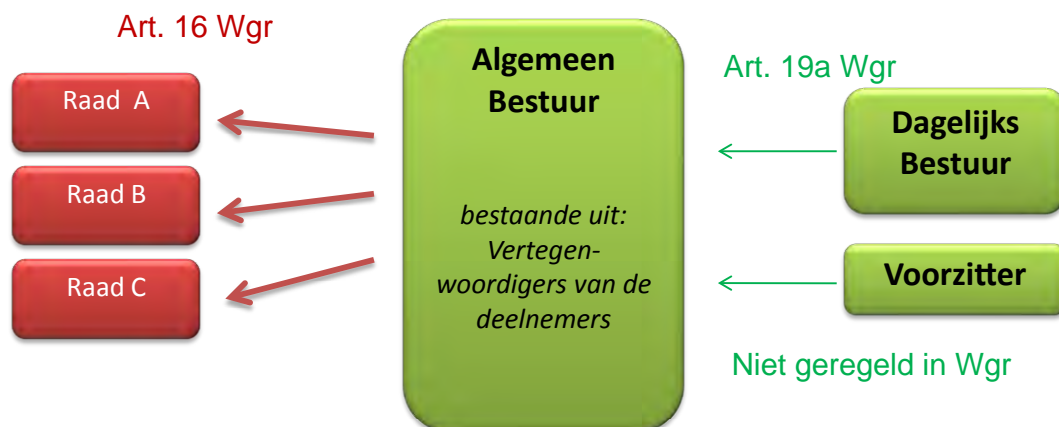 Art. 16 Wgr
Raad A
Raad B
Raad C
Algemeen
Bestuur
bestaande uit:
Vertegen-
woordigers van de
deelnemers
Art. 19a Wgr
Dagelijks
Bestuur
Voorzitter
Niet geregeld in Wgr